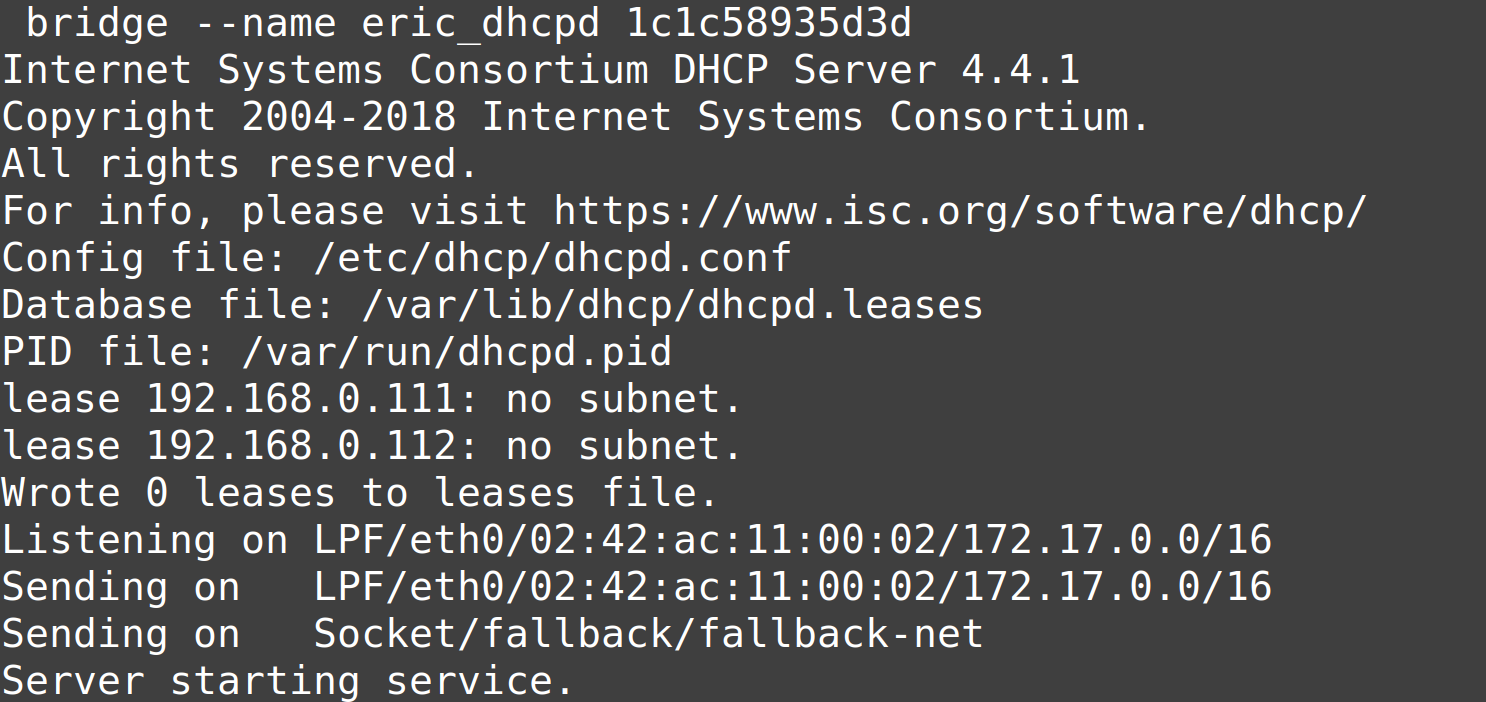 bridge --name eric_dhcpd 1c1c58935d3d
Internet Systems Consortium DHCP Server 4.4.1
Copyright 2004-2018 Internet Systems Consortium.
All rights reserved.
For info, please visit https://www.isc.org/software/dhcp/
Config file: /etc/dhcp/dhcpd.conf
Database file: /var/lib/dhcp/dhcpd.leases
PID file: /var/run/dhcpd.pid
lease 192.168.0.111: no subnet.
lease 192.168.0.112: no subnet.
Wrote 0 leases to leases file.
Listening on LPF/eth0/02:42:ac:11:00:02/172.17.0.0/16
Sending on   LPF/eth0/02:42:ac:11:00:02/172.17.0.0/16
Sending on   Socket/fallback/fallback-net
Server starting service.